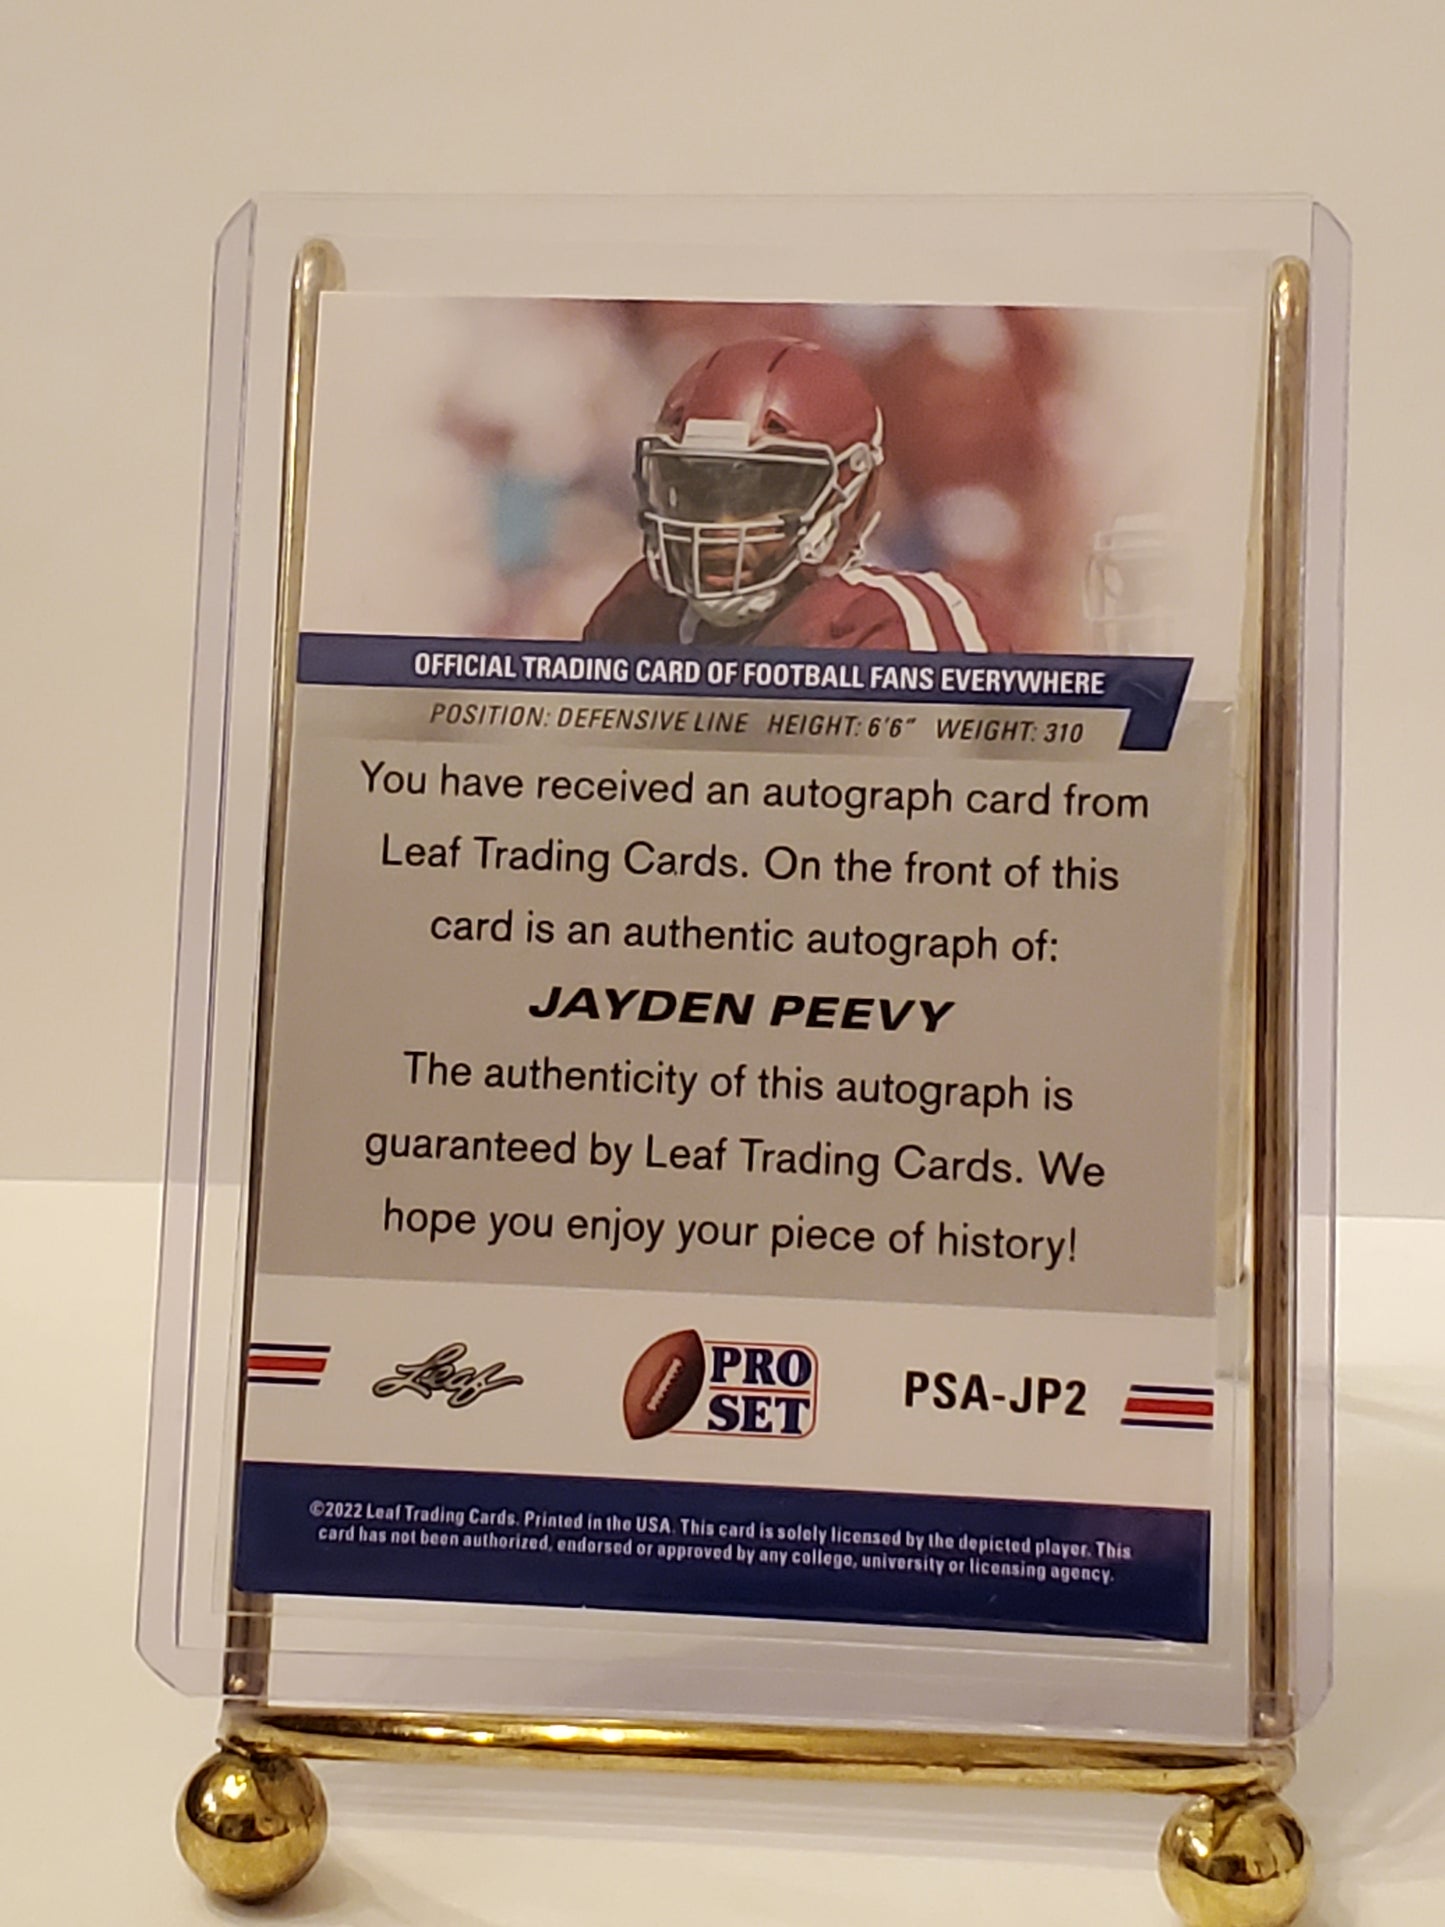 OFFICIAL TRADING CARD OF FOOTBALL FANS EVERYWHERE
POSITION: DEFENSIVE LINE HEIGHT: 6'6" WEIGHT: 310
You have received an autograph card from
Leaf Trading Cards. On the front of this
card is an authentic autograph of:
JAYDEN PEEVY
The authenticity of this autograph is
guaranteed by Leaf Trading Cards. We
hope you enjoy your piece of history!
Leaf
PRO
SET
PSA-JP2
©2022 Leaf Trading Cards. Printed in the USA. This card is solely licensed by the depicted player. This
card has not been authorized, endorsed or approved by any college, university or licensing agency.